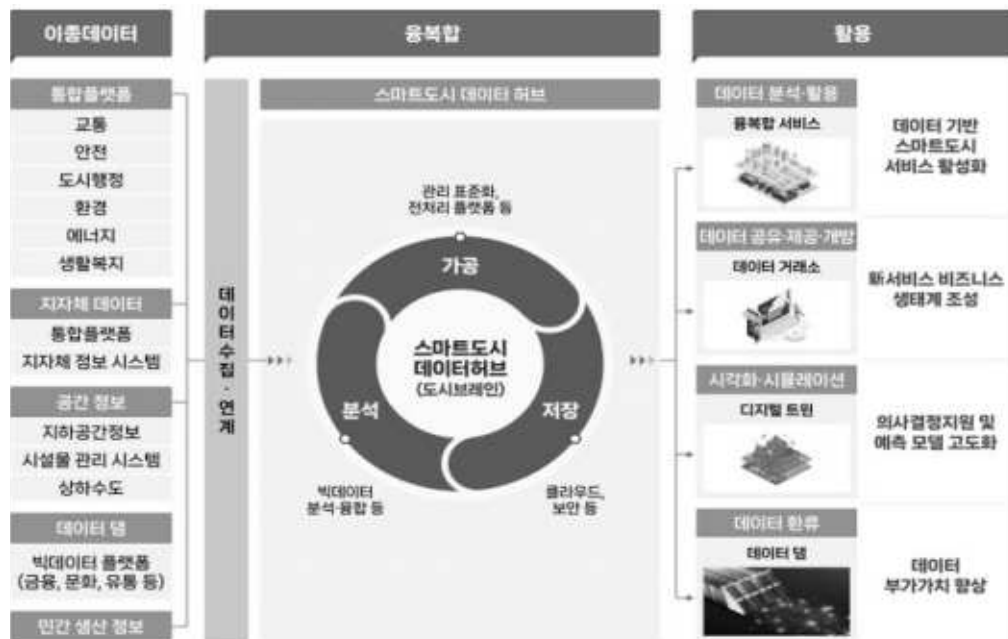 이종데이터
융복합
활용
통합플랫폼
교통
안전
도시행정
환경
에너지
생활복지
지자체 데이터
통합플랫폼
지자체 정보 시스템
공간 정보
지하공간정보
시설물 관리 시스템
상하수도
데이터 댐
빅데이터 플랫폼
(금융, 문화, 유통 등)
민간 생산 정보
데이터수집·연계
스마트도시 데이터 허브
관리 표준화,
전처리 플랫폼 등
가공
스마트도시
데이터허브
(도시브레인)
분석
저장
빅데이터
분석·융합 등
클라우드,
보안 등
데이터 분석·활용
융복합 서비스
데이터 기반
스마트도시
서비스 활성화
데이터 공유·제공·개방
데이터 거래소
新서비스 비즈니스
생태계 조성
시각화·시뮬레이션
디지털 트윈
의사결정지원 및
예측 모델 고도화
데이터 환류
데이터 댐
데이터
부가가치 향상